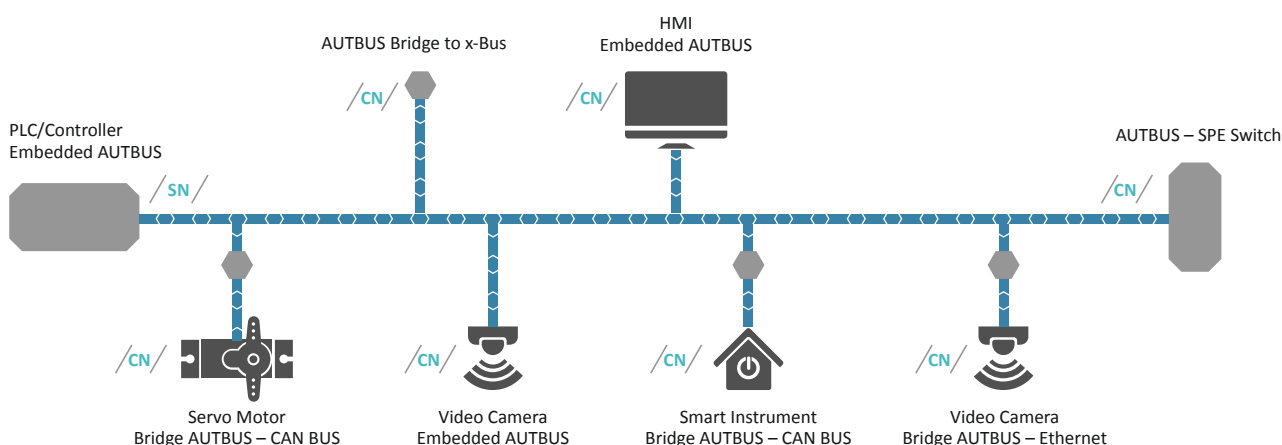 HMI
Embedded AUTBUS
AUTBUS Bridge to x-Bus
/CN/
/CN/
PLC/Controller
Embedded AUTBUS
AUTBUS – SPE Switch
/SN/
/CN/
/CN/
/CN/
/CN/
/CN/
Servo Motor
Bridge AUTBUS – CAN BUS
Video Camera
Embedded AUTBUS
Smart Instrument
Bridge AUTBUS – CAN BUS
Video Camera
Bridge AUTBUS – Ethernet